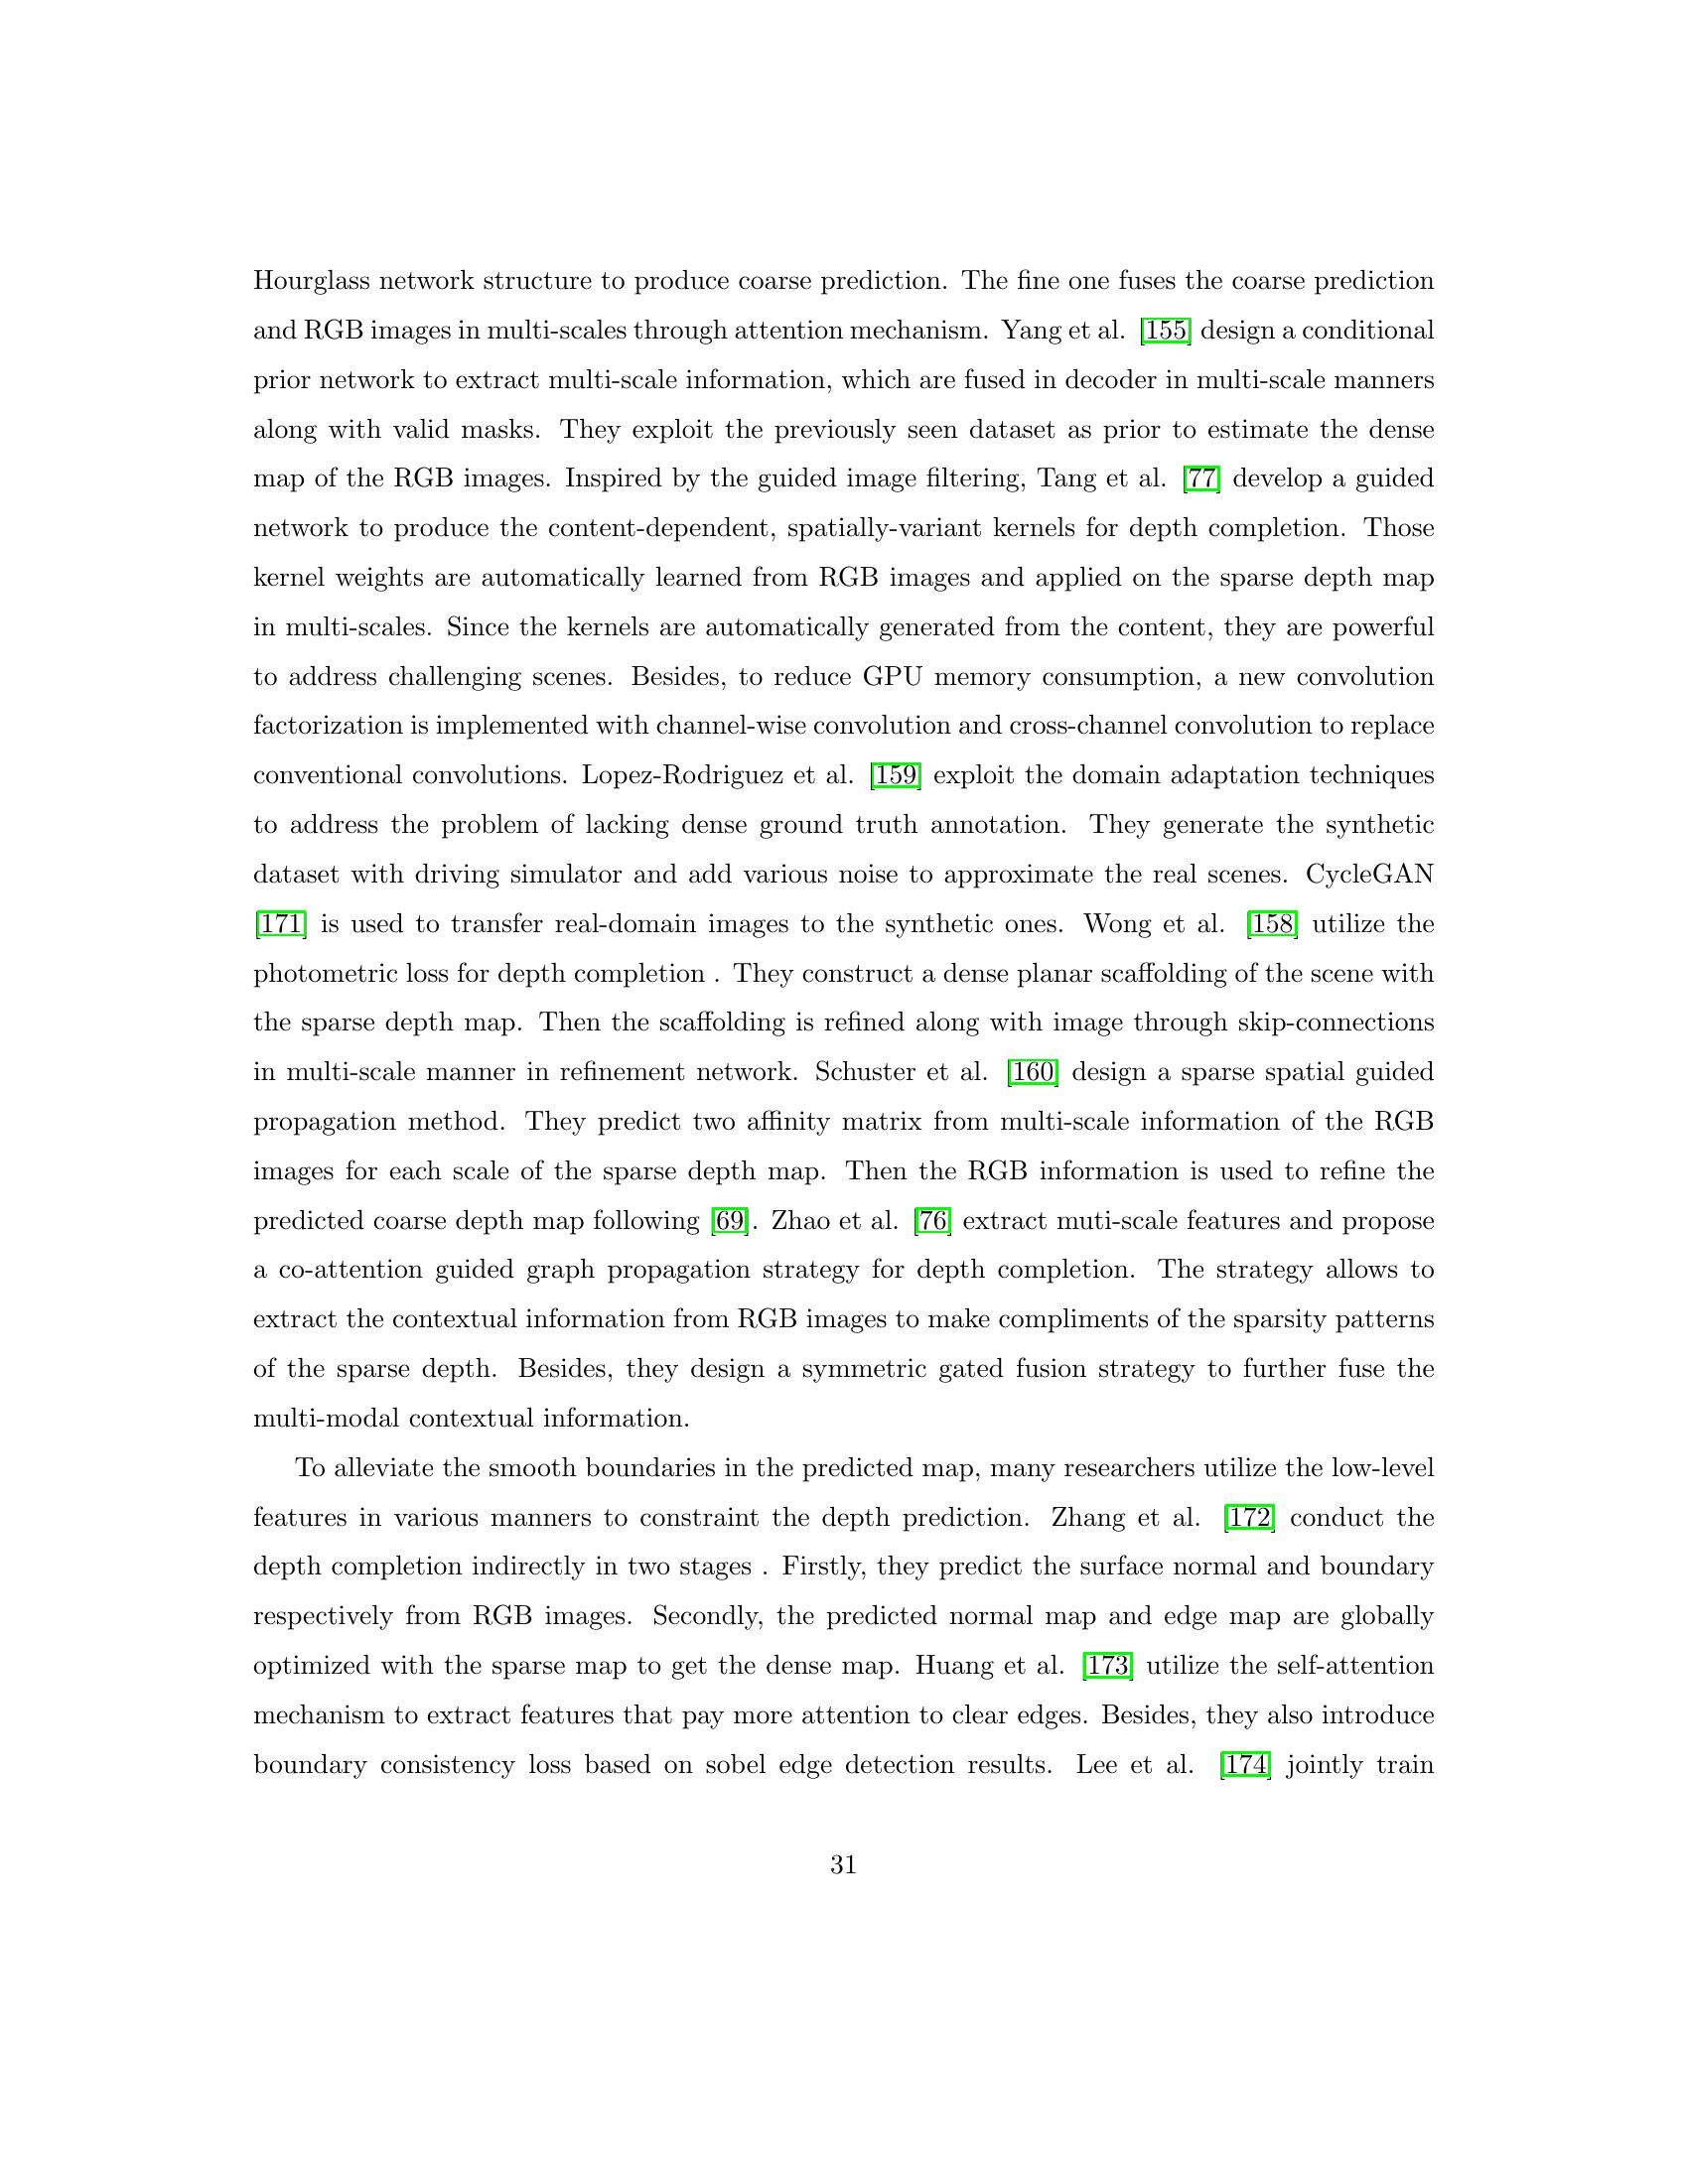 Hourglass network structure to produce coarse prediction. The fine one fuses the coarse prediction
and RGB images in multi-scales through attention mechanism. Yang et al. [155] design a conditional
prior network to extract multi-scale information, which are fused in decoder in multi-scale manners
along with valid masks. They exploit the previously seen dataset as prior to estimate the dense
map of the RGB images. Inspired by the guided image filtering, Tang et al. [77] develop a guided
network to produce the content-dependent, spatially-variant kernels for depth completion. Those
kernel weights are automatically learned from RGB images and applied on the sparse depth map
in multi-scales. Since the kernels are automatically generated from the content, they are powerful
to address challenging scenes. Besides, to reduce GPU memory consumption, a new convolution
factorization is implemented with channel-wise convolution and cross-channel convolution to replace
conventional convolutions. Lopez-Rodriguez et al. [159] exploit the domain adaptation techniques
to address the problem of lacking dense ground truth annotation. They generate the synthetic
dataset with driving simulator and add various noise to approximate the real scenes. CycleGAN
[171] is used to transfer real-domain images to the synthetic ones. Wong et al. [158] utilize the
photometric loss for depth completion . They construct a dense planar scaffolding of the scene with
the sparse depth map. Then the scaffolding is refined along with image through skip-connections
in multi-scale manner in refinement network. Schuster et al. [160] design a sparse spatial guided
propagation method. They predict two affinity matrix from multi-scale information of the RGB
images for each scale of the sparse depth map. Then the RGB information is used to refine the
predicted coarse depth map following [69]. Zhao et al. [76] extract muti-scale features and propose
a co-attention guided graph propagation strategy for depth completion. The strategy allows to
extract the contextual information from RGB images to make compliments of the sparsity patterns
of the sparse depth. Besides, they design a symmetric gated fusion strategy to further fuse the
multi-modal contextual information.
To alleviate the smooth boundaries in the predicted map, many researchers utilize the low-level
features in various manners to constraint the depth prediction. Zhang et al. [172] conduct the
depth completion indirectly in two stages . Firstly, they predict the surface normal and boundary
respectively from RGB images. Secondly, the predicted normal map and edge map are globally
optimized with the sparse map to get the dense map. Huang et al. [173] utilize the self-attention
mechanism to extract features that pay more attention to clear edges. Besides, they also introduce
boundary consistency loss based on sobel edge detection results. Lee et al. [174] jointly train
31